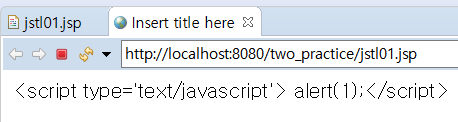 jstl01.jsp Insert title here
http://localhost:8080/two_practice/jstl01.jsp
<script type='text/javascript'> alert(1);</script>